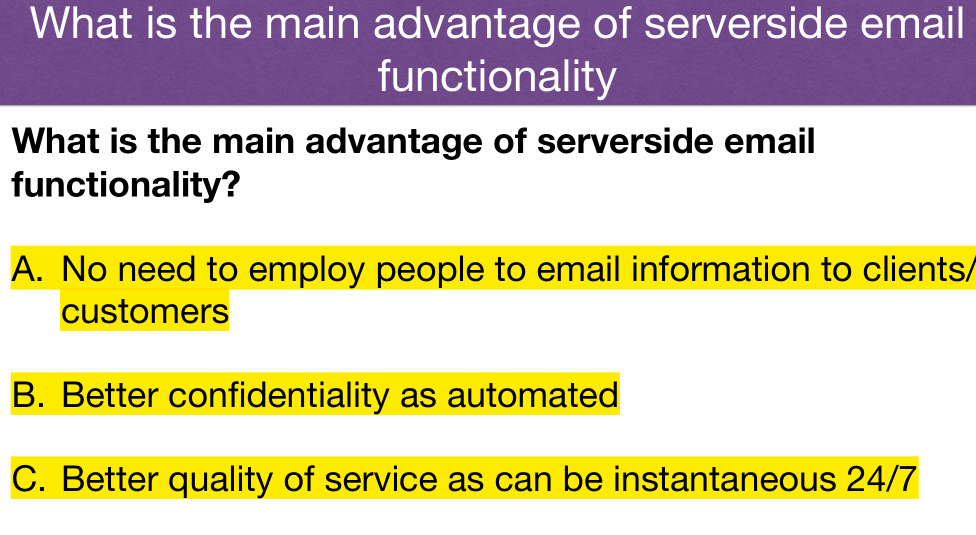 What is the main advantage of serverside email
functionality
What is the main advantage of serverside email
functionality?
A. No need to employ people to email information to clients/
customers
B. Better confidentiality as automated
C. Better quality of service as can be instantaneous 24/7